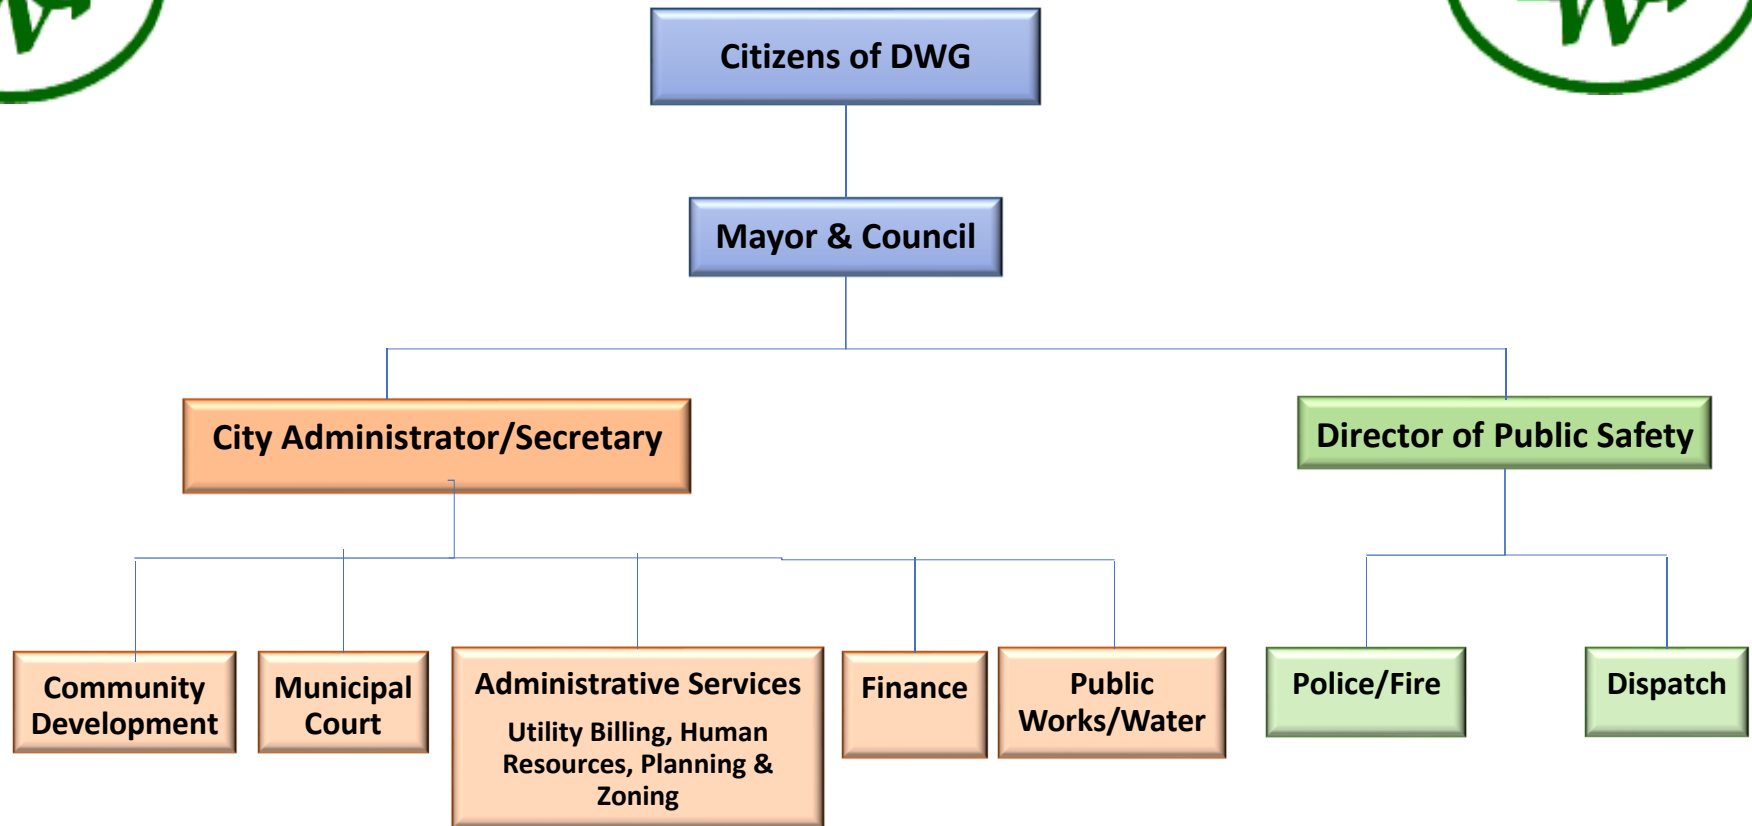 Citizens of DWG
Mayor & Council
City Administrator/Secretary
Director of Public Safety
Community
Development
Municipal
Court
Administrative Services
Utility Billing, Human
Resources, Planning &
Zoning
Finance
Public
Works/Water
Police/Fire
Dispatch